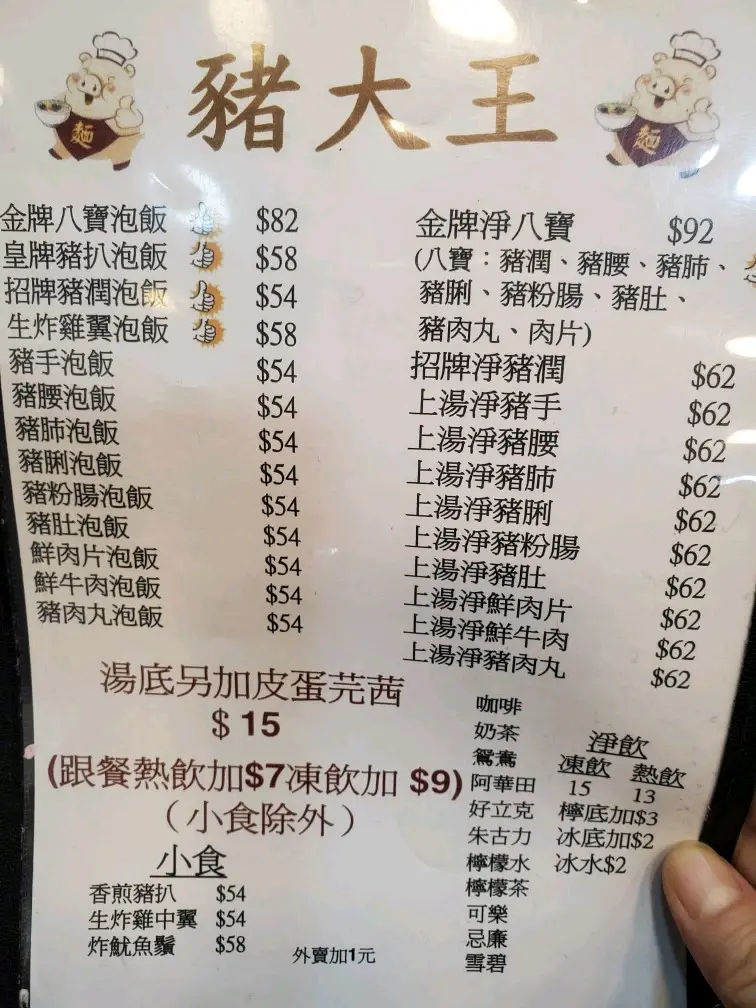 豬大王
麵
麵
金牌八寶泡飯 $82
皇牌豬扒泡飯 $58
招牌豬潤泡飯 $54
生炸雞翼泡飯 $58
豬手泡飯 $54
豬腰泡飯 $54
豬肺泡飯 $54
豬脷泡飯 $54
豬粉腸泡飯 $54
豬肚泡飯 $54
鮮肉片泡飯 $54
鮮牛肉泡飯 $54
豬肉丸泡飯 $54
金牌淨八寶 $92
(八寶：豬潤、豬腰、豬肺、
豬脷、豬粉腸、豬肚、
豬肉丸、肉片)
招牌淨豬潤 $62
上湯淨豬手 $62
上湯淨豬腰 $62
上湯淨豬肺 $62
上湯淨豬脷 $62
上湯淨豬粉腸 $62
上湯淨豬肚 $62
上湯淨鮮肉片 $62
上湯淨鮮牛肉 $62
上湯淨豬肉丸 $62
湯底另加皮蛋芫茜
$ 15
(跟餐熱飲加$7凍飲加 $9)
（小食除外）
小食
香煎豬扒 $54
生炸雞中翼 $54
炸魷魚鬚 $58
外賣加1元
咖啡
奶茶
鴛鴦
阿華田
好立克
朱古力
檸檬水
檸檬茶
可樂
忌廉
雪碧
淨飲
凍飲 熱飲
15 13
檸底加$3
冰底加$2
冰水$2